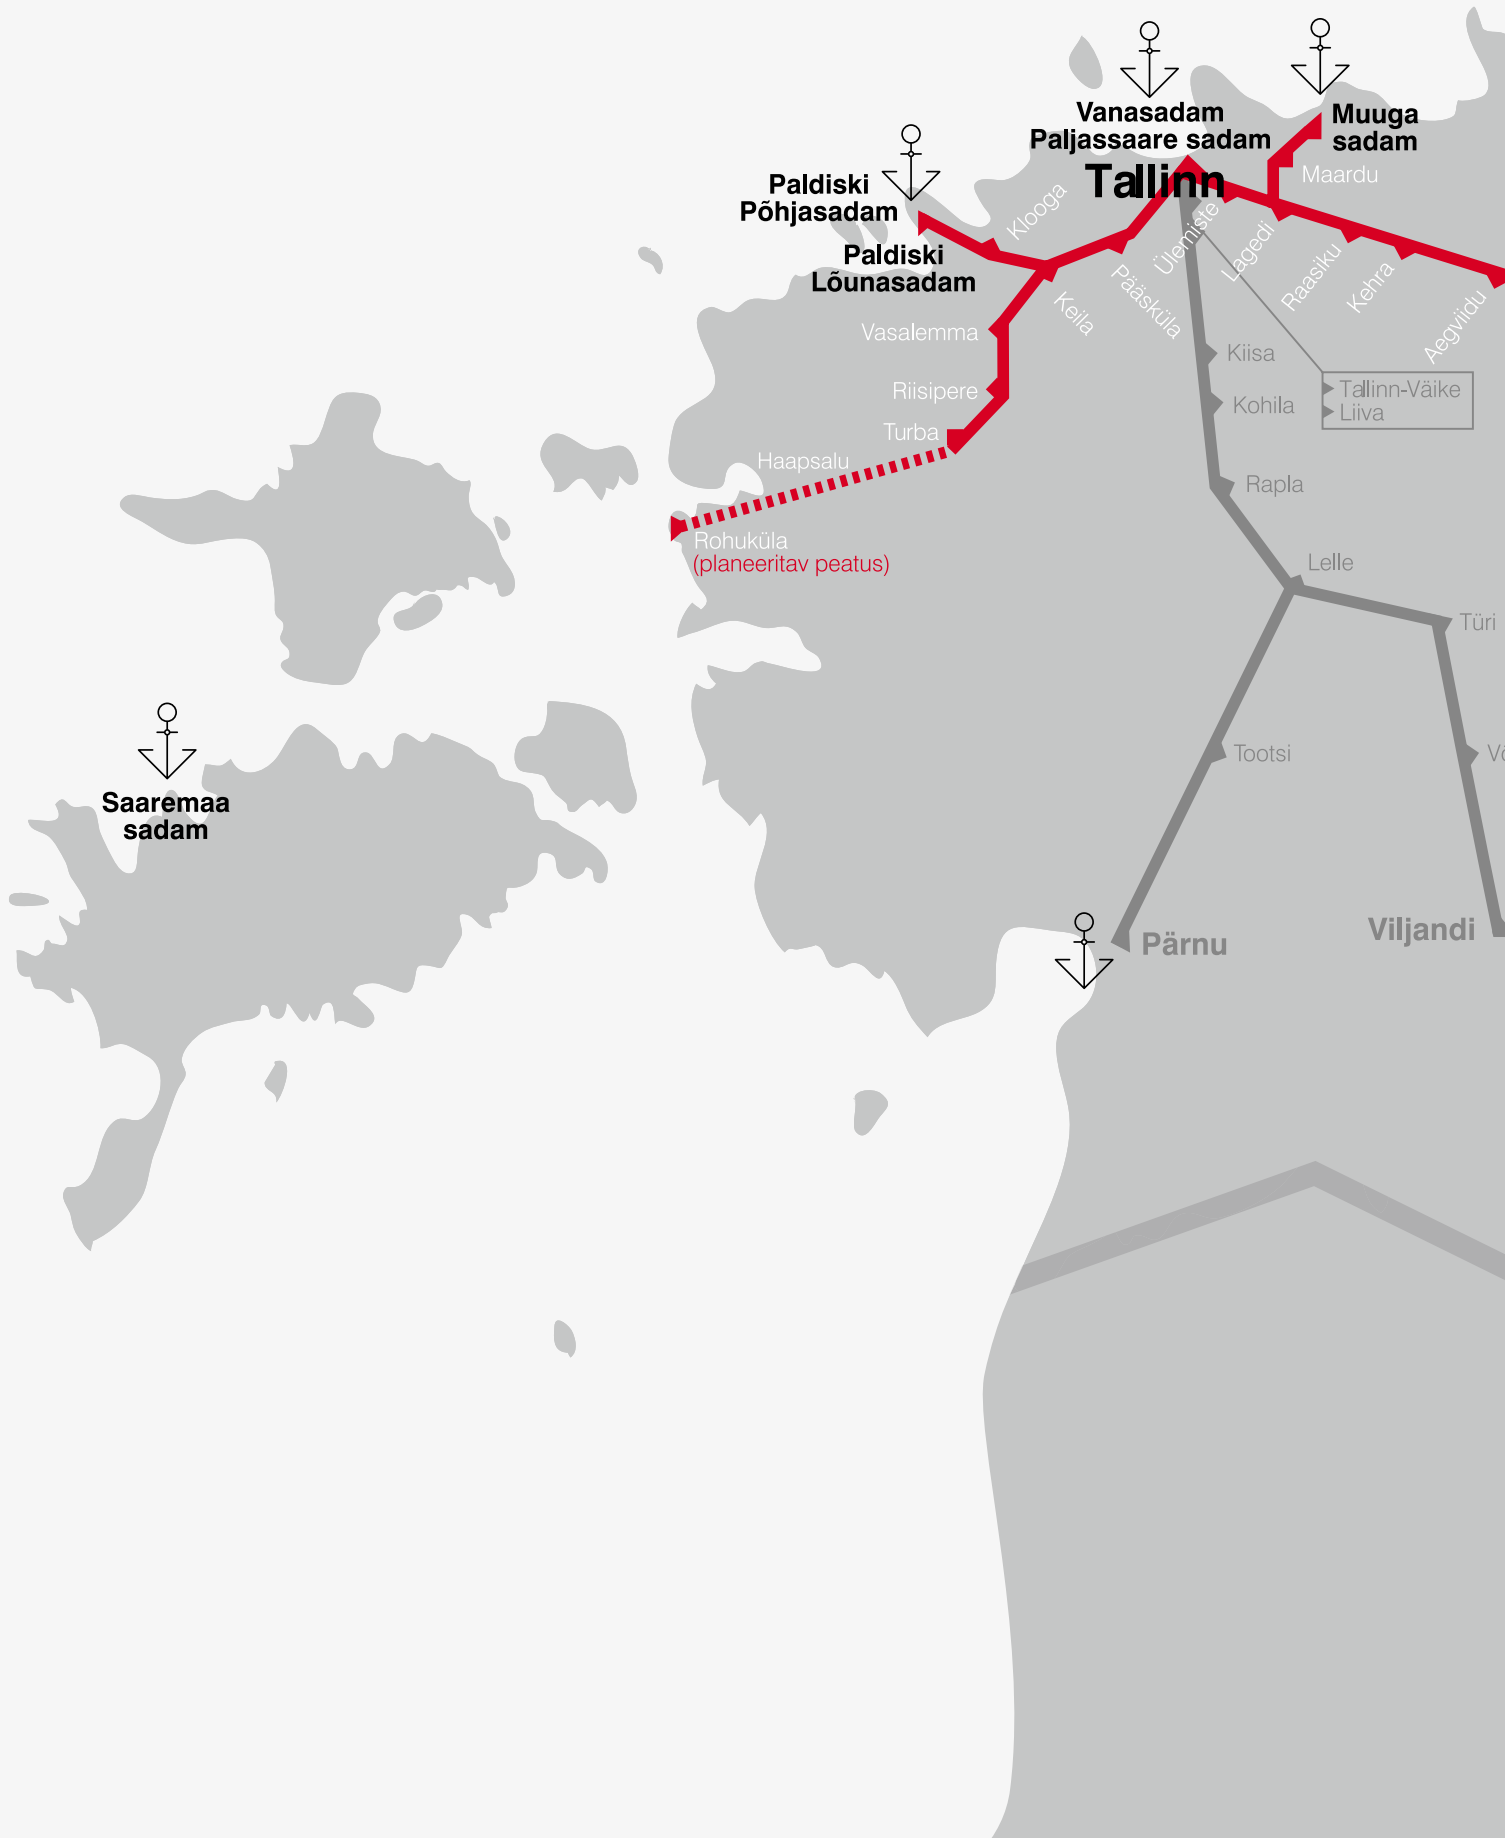 Vanasadam
Paljassaare sadam
Tallinn
Muuga
sadam
Maardu
Paldiski
Põhjasadam
Paldiski
Lõunasadam
Klooga
Keila
Pääsküla
Ülemiste
Lagedi
Raasiku
Kehra
Aegviidu
Vasalemma
Riisipere
Turba
Haapsalu
Rohuküla
(planeeritav peatus)
Kiisa
Tallinn-Väike
Liiva
Kohila
Rapla
Lelle
Türi
Tootsi
Saaremaa
sadam
Pärnu
Viljandi